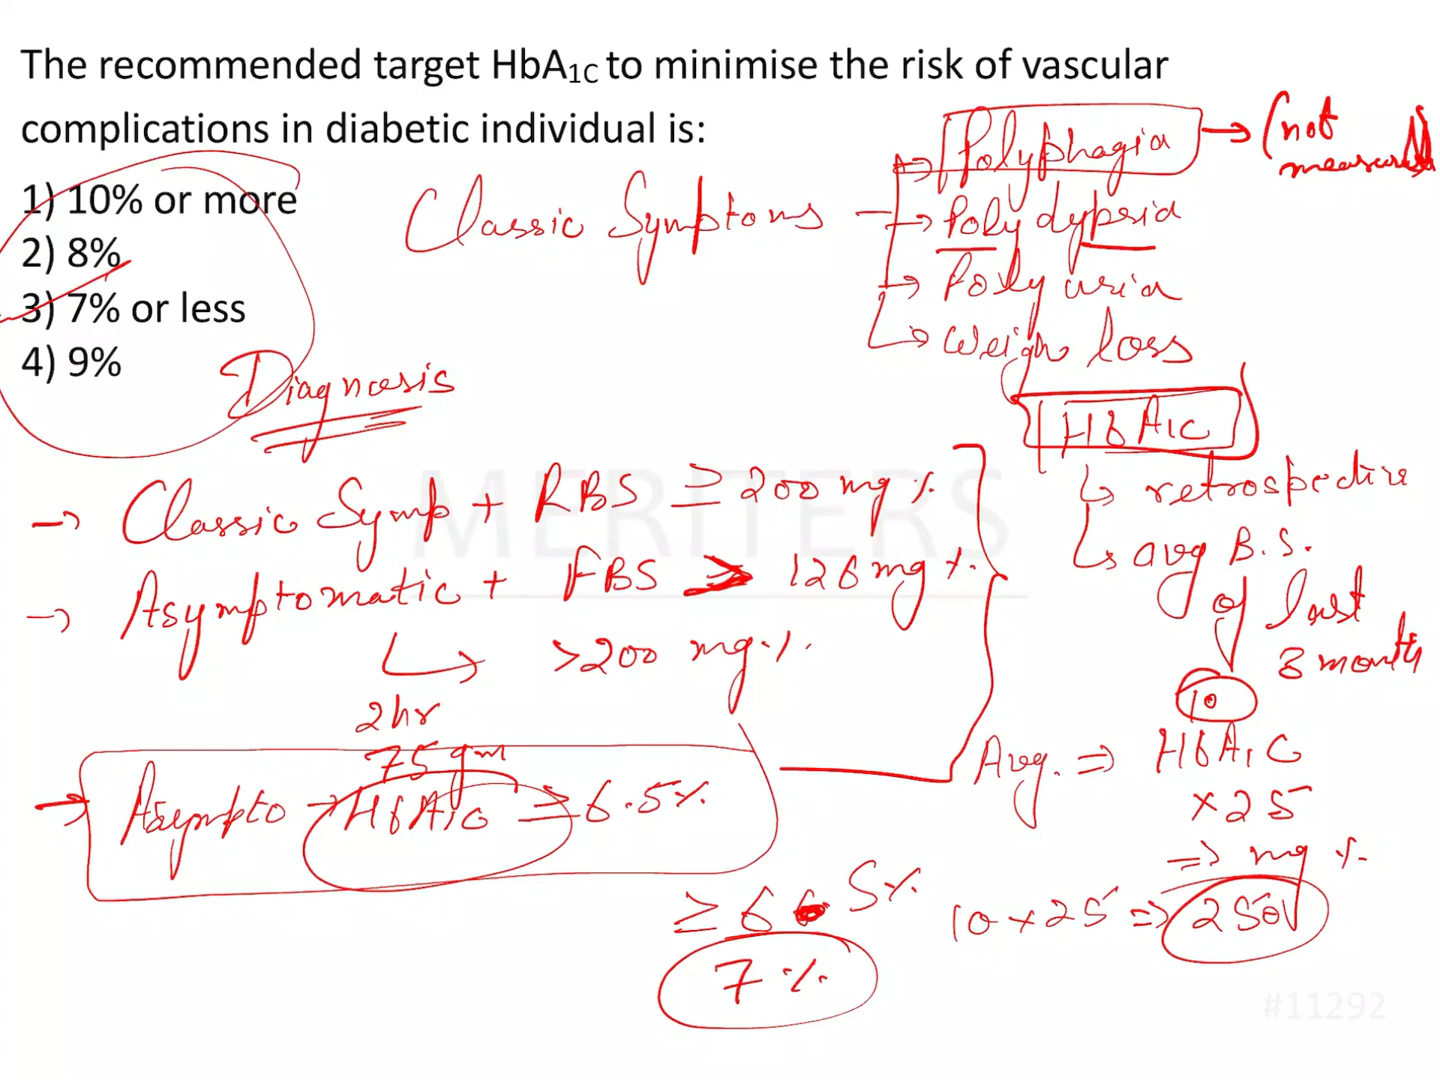 The recommended target HbA1C to minimise the risk of vascular
complications in diabetic individual is:
1) 10% or more
2) 8%
3) 7% or less
4) 9%
Classic Symptoms
Polyphagia → (not
measured)
Polydypsia
Polyuria
Weigh loss
Diagnosis
HbA1C
→ retrospective
→ avg B.S.
of last
3 month
→ Classic Symp + RBS ≥ 200 mg %
→ Asymptomatic + FBS ≥ 126 mg %
>200 mg %
2hr
75 gm
→ Asympto → HbA1C ≥ 6.5%
10
Avg. ⇒ HbA1C
×25
⇒ mg %
≥ 6 5%
7 %
10 × 25 ⇒ 250
MERITERS
#11292